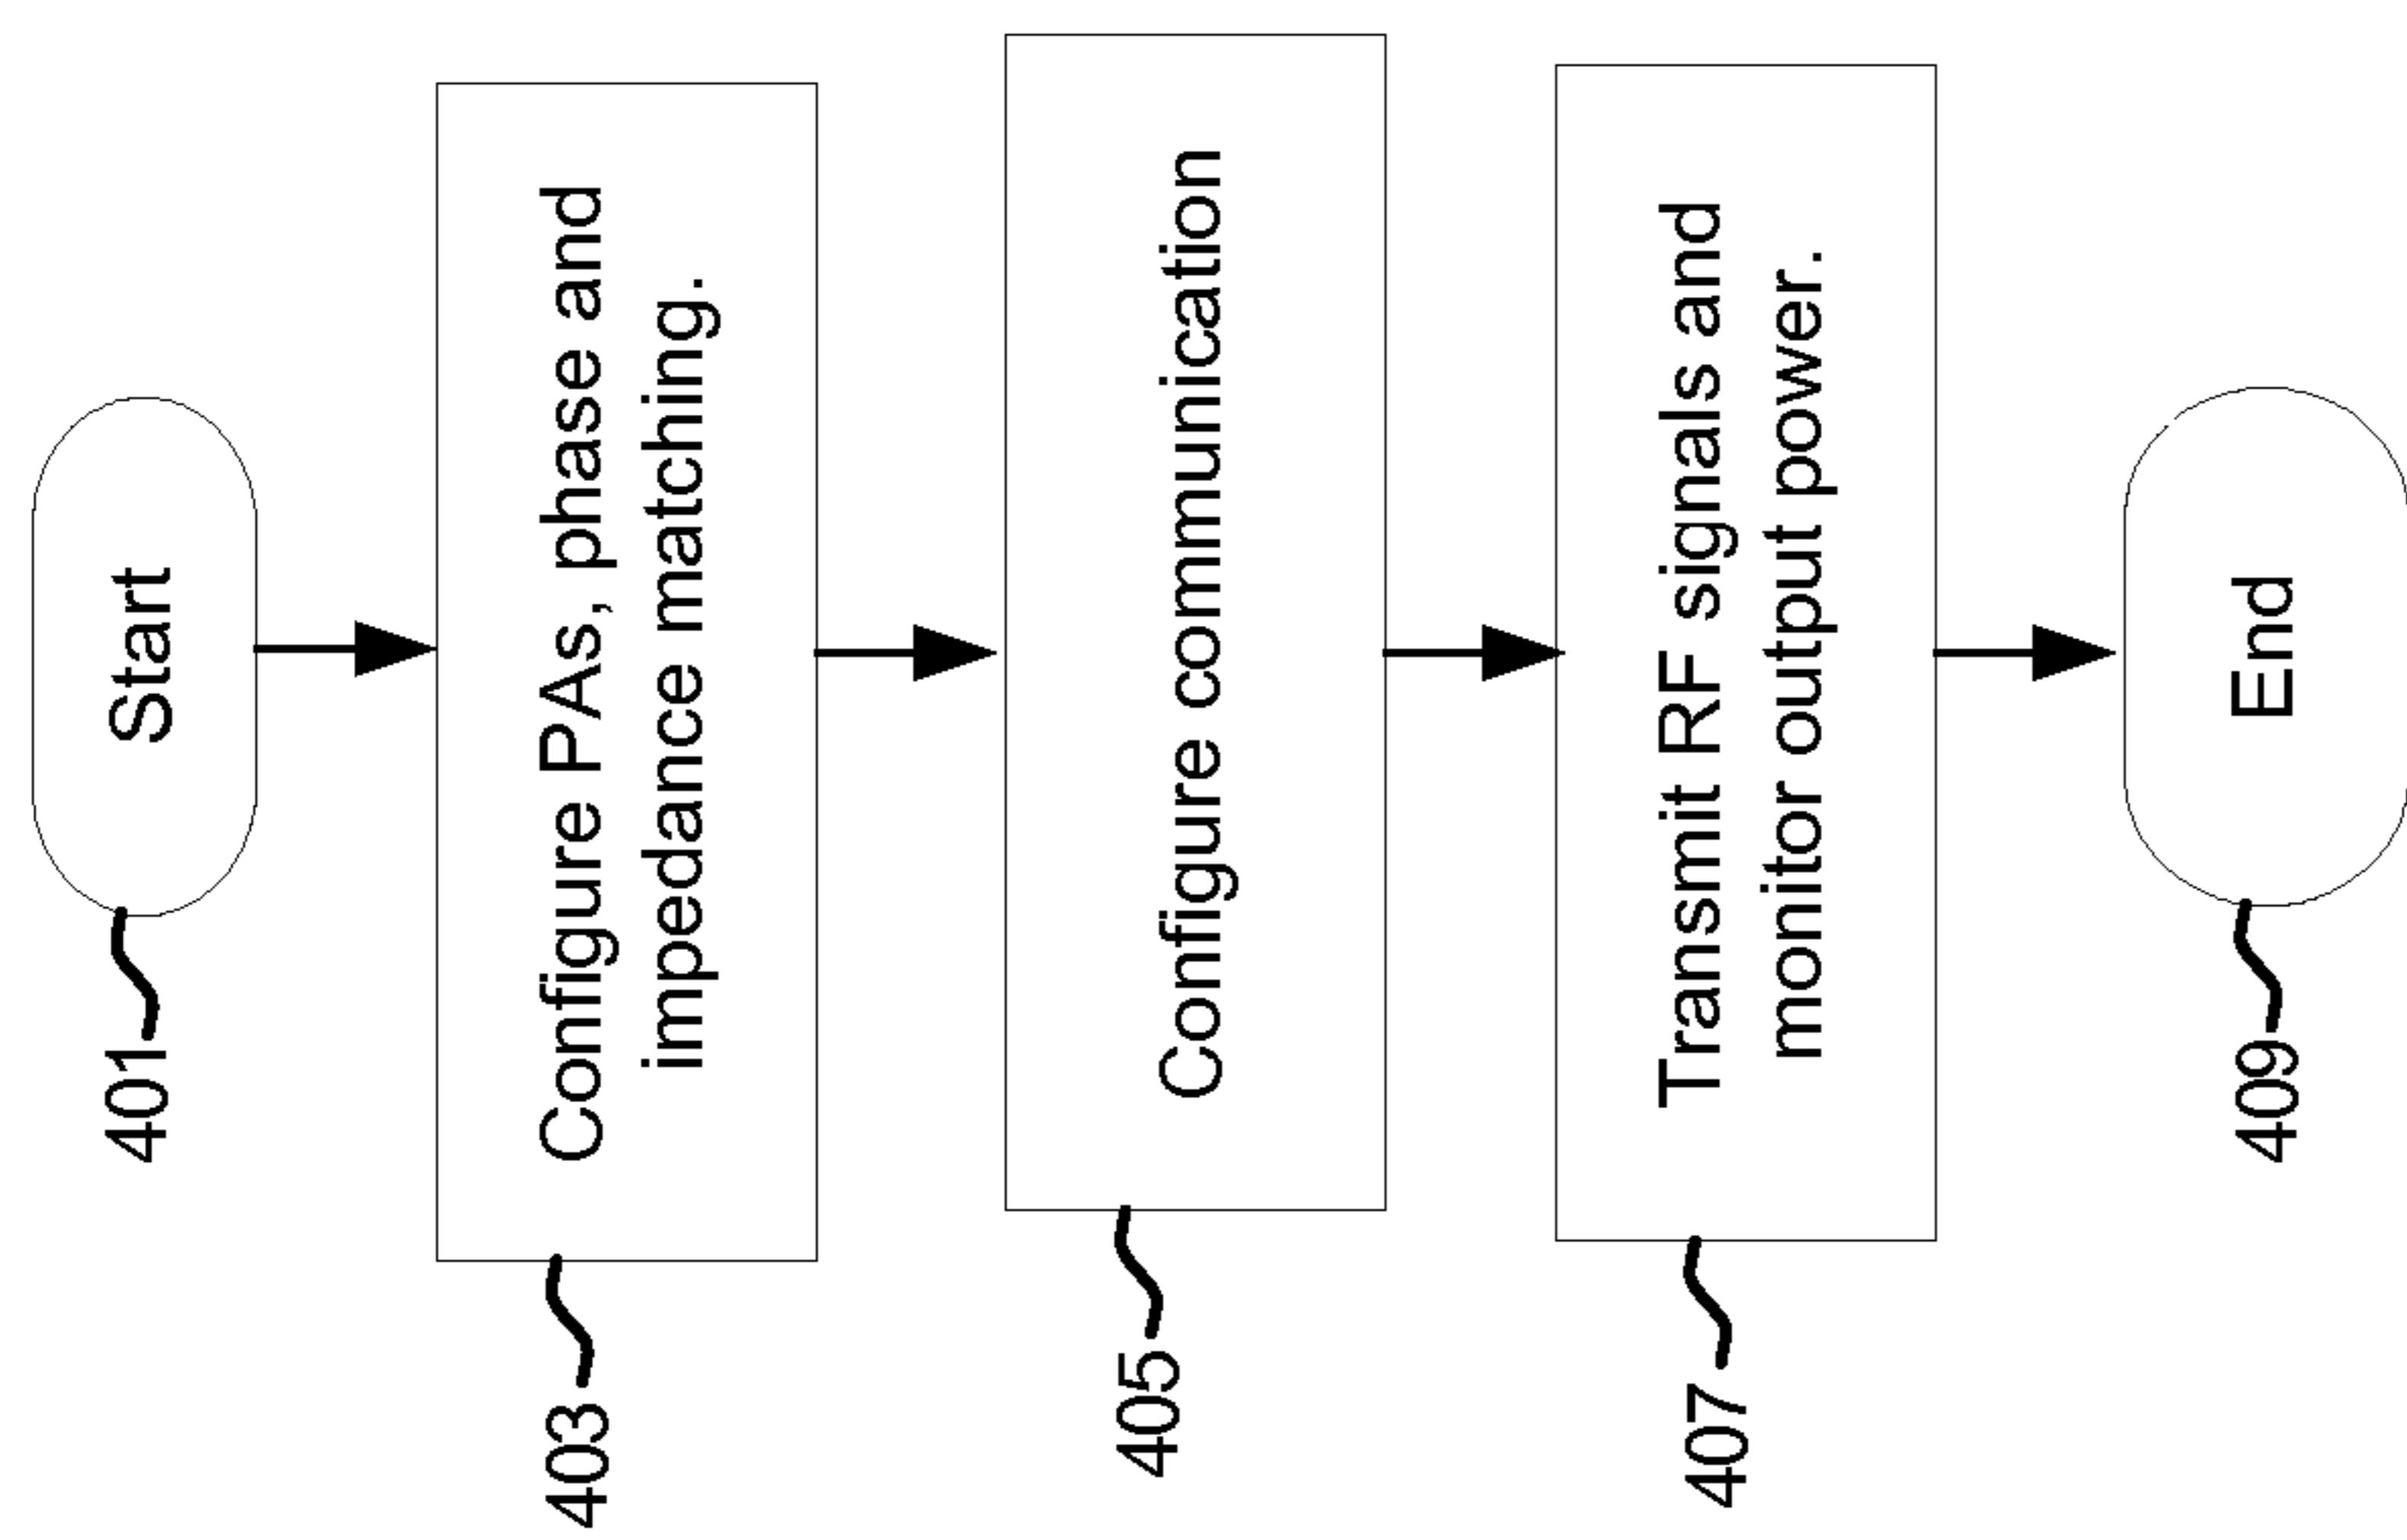 Start
401
Configure PAs, phase and
impedance matching.
403
Configure communication
405
Transmit RF signals and
monitor output power.
407
End
409